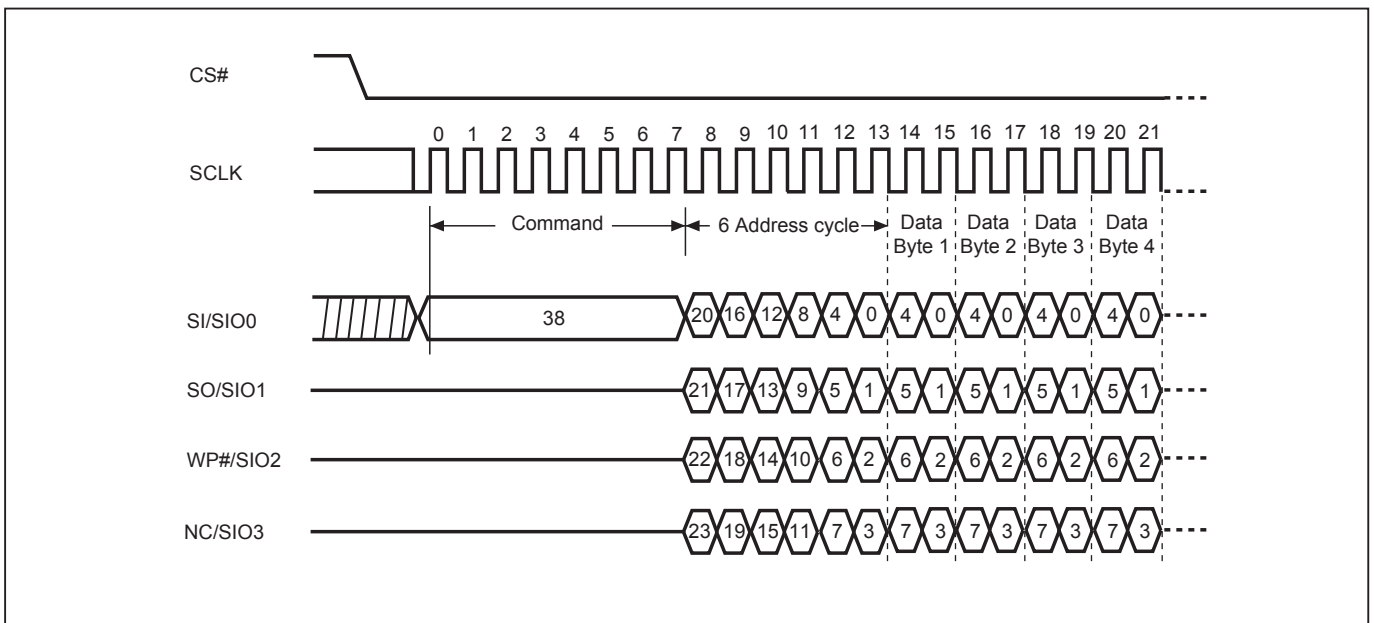 CS#
0 1 2 3 4 5 6 7 8 9 10 11 12 13 14 15 16 17 18 19 20 21
SCLK
Command
6 Address cycle
Data
Byte 1
Data
Byte 2
Data
Byte 3
Data
Byte 4
SI/SIO0
38
20 16 12 8 4 0 4 0 4 0 4 0 4 0
SO/SIO1
21 17 13 9 5 1 5 1 5 1 5 1 5 1
WP#/SIO2
22 18 14 10 6 2 6 2 6 2 6 2 6 2
NC/SIO3
23 19 15 11 7 3 7 3 7 3 7 3 7 3